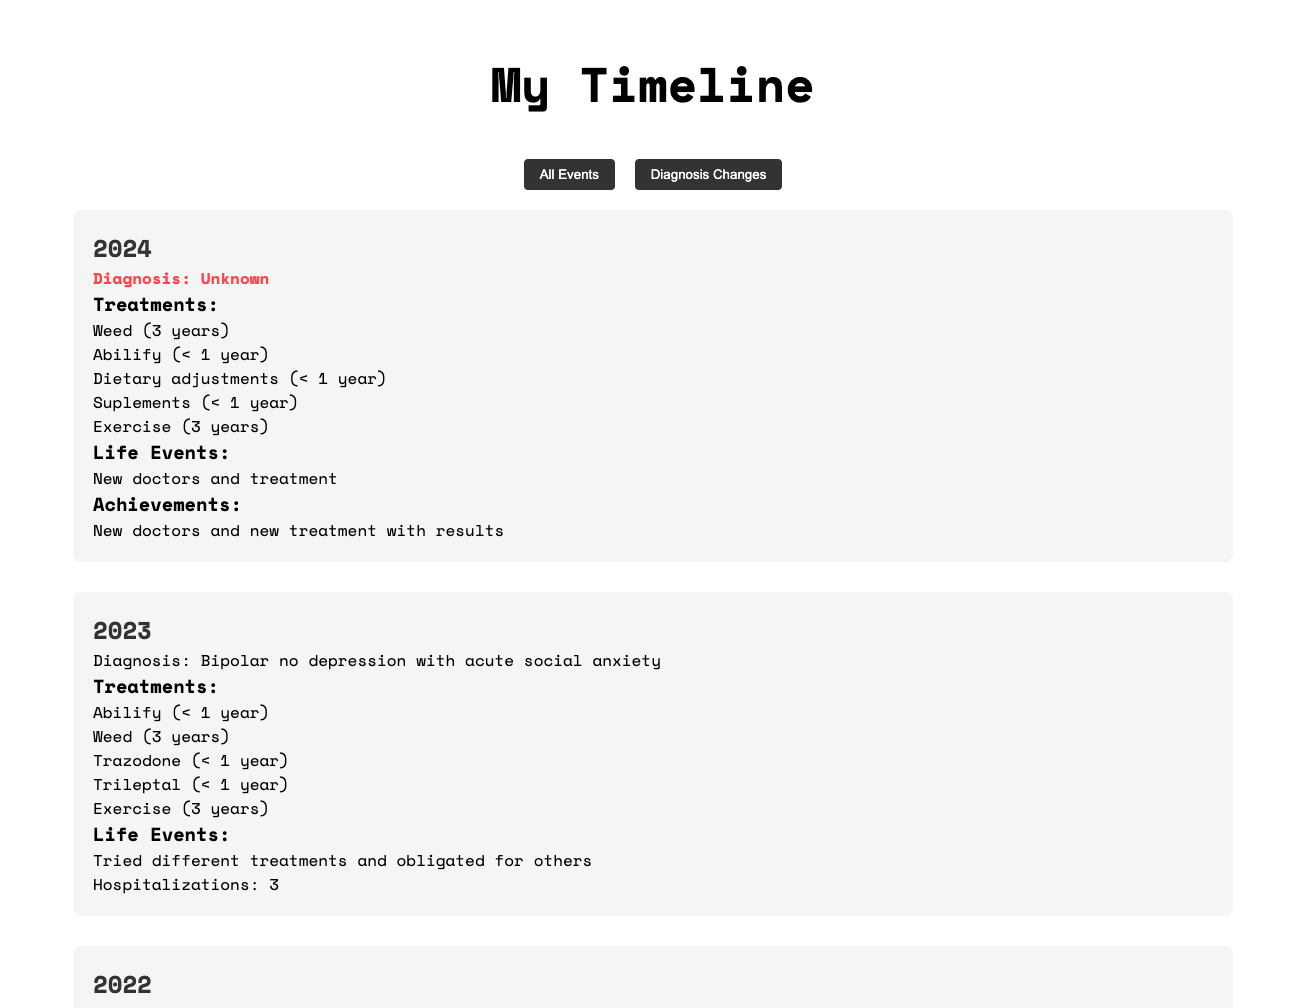 My Timeline
All Events
Diagnosis Changes
2024
Diagnosis: Unknown
Treatments:
Weed (3 years)
Abilify (< 1 year)
Dietary adjustments (< 1 year)
Suplements (< 1 year)
Exercise (3 years)
Life Events:
New doctors and treatment
Achievements:
New doctors and new treatment with results
2023
Diagnosis: Bipolar no depression with acute social anxiety
Treatments:
Abilify (< 1 year)
Weed (3 years)
Trazodone (< 1 year)
Trileptal (< 1 year)
Exercise (3 years)
Life Events:
Tried different treatments and obligated for others
Hospitalizations: 3
2022